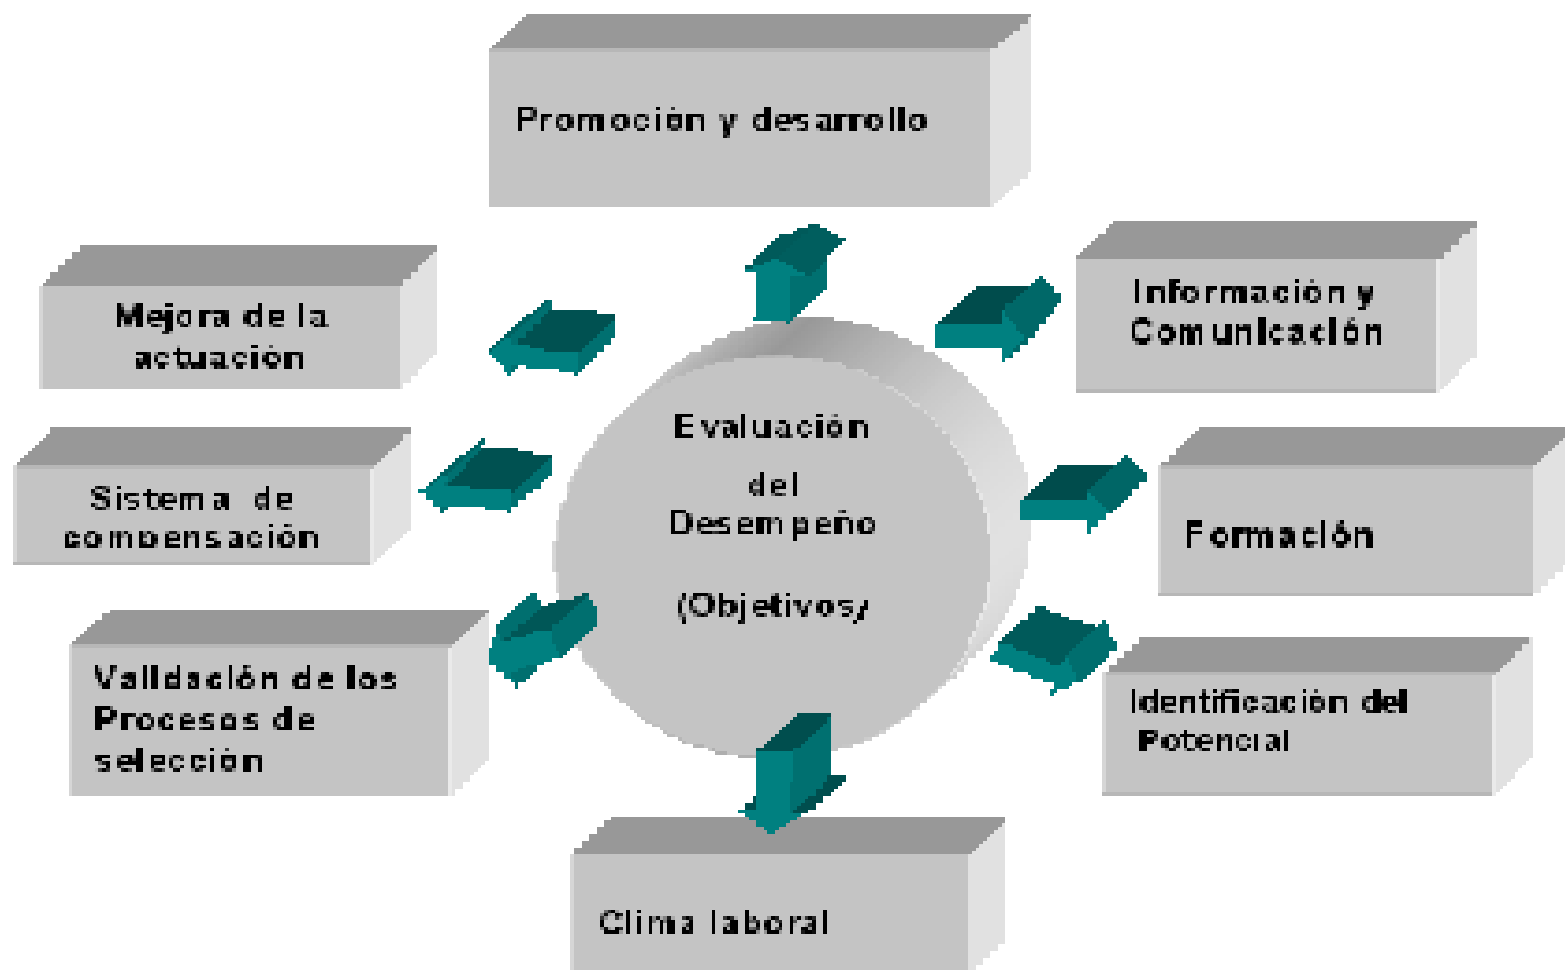 Promoción y desarrollo
Mejora de la
actuación
Información y
Comunicación
Evaluación
del
Desempeño
(Objetivos)
Sistema de
compensación
Formación
Validación de los
Procesos de
selección
Identificación del
Potencial
Clima laboral